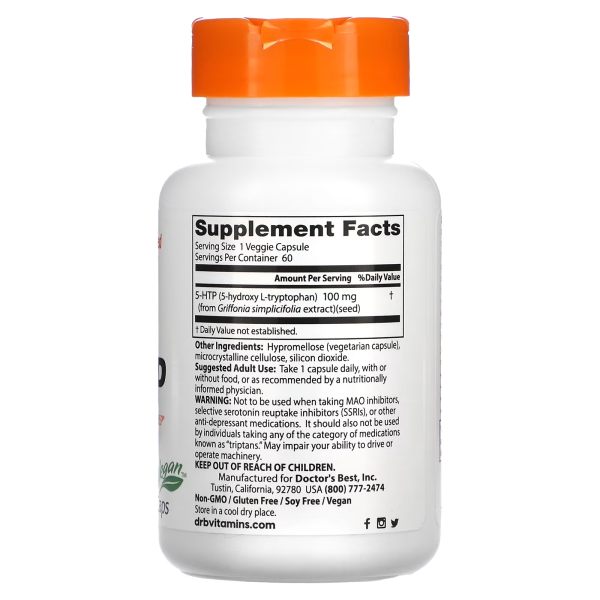 Supplement Facts
Serving Size 1 Veggie Capsule
Servings Per Container 60
Amount Per Serving %Daily Value
5-HTP (5-hydroxy L-tryptophan) 100 mg †
(from Griffonia simplicifolia extract)(seed)
† Daily Value not established.
Other Ingredients: Hypromellose (vegetarian capsule),
microcrystalline cellulose, silicon dioxide.
Suggested Adult Use: Take 1 capsule daily, with or
without food, or as recommended by a nutritionally
informed physician.
WARNING: Not to be used when taking MAO inhibitors,
selective serotonin reuptake inhibitors (SSRIs), or other
anti-depressant medications. It should also not be used
by individuals taking any of the category of medications
known as “triptans.” May impair your ability to drive or
operate machinery.
KEEP OUT OF REACH OF CHILDREN.
Manufactured for Doctor's Best, Inc.
Tustin, California, 92780 USA (800) 777-2474
Non-GMO / Gluten Free / Soy Free / Vegan
Store in a cool dry place.
drbvitamins.com